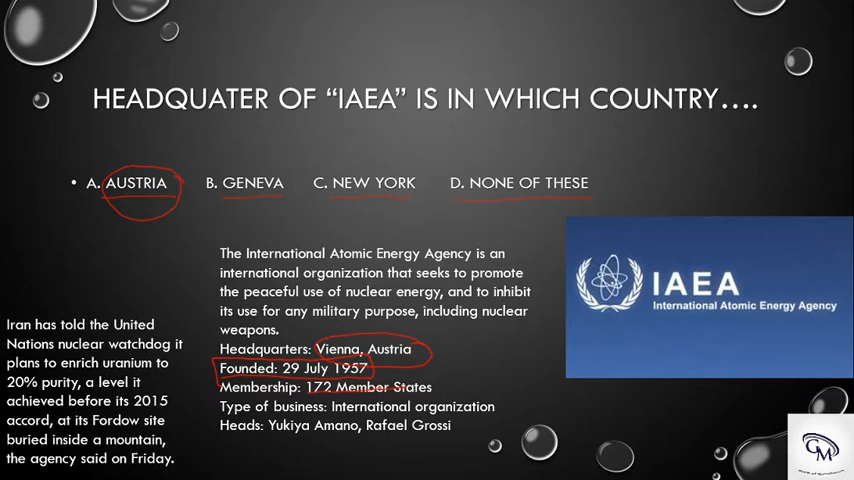 HEADQUATER OF “IAEA” IS IN WHICH COUNTRY….
• A. AUSTRIA B. GENEVA C. NEW YORK D. NONE OF THESE
The International Atomic Energy Agency is an
international organization that seeks to promote
the peaceful use of nuclear energy, and to inhibit
its use for any military purpose, including nuclear
weapons.
Headquarters: Vienna, Austria
Founded: 29 July 1957
Membership: 172 Member States
Type of business: International organization
Heads: Yukiya Amano, Rafael Grossi
Iran has told the United
Nations nuclear watchdog it
plans to enrich uranium to
20% purity, a level it
achieved before its 2015
accord, at its Fordow site
buried inside a mountain,
the agency said on Friday.
IAEA
International Atomic Energy Agency
GM